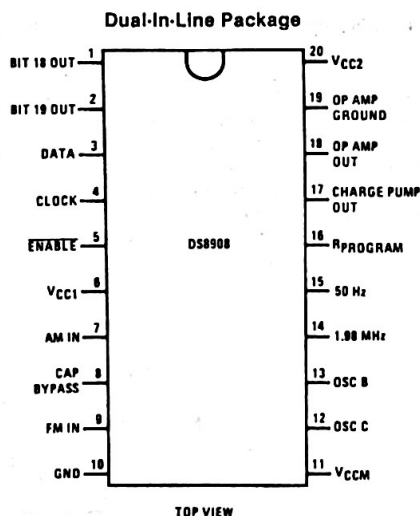 Dual-In-Line Package
BIT 18 OUT 1
BIT 19 OUT 2
DATA 3
CLOCK 4
ENABLE 5
VCC1 6
AM IN 7
CAP BYPASS 8
FM IN 9
GND 10
DS8908
20 VCC2
19 OP AMP GROUND
18 OP AMP OUT
17 CHARGE PUMP OUT
16 RPROGRAM
15 50 Hz
14 1.98 MHz
13 OSC B
12 OSC C
11 VCCM
TOP VIEW